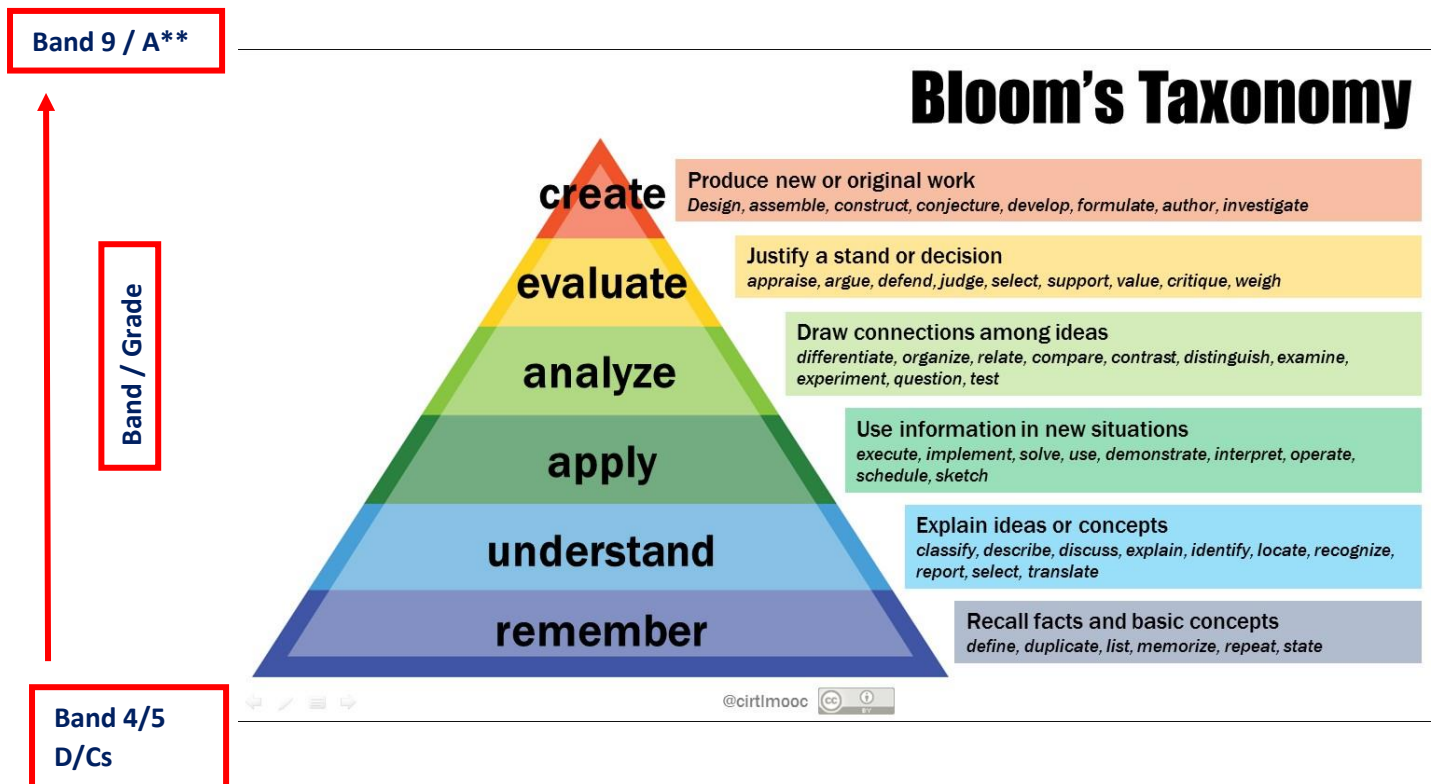 Band 9 / A**
Bloom's Taxonomy
create
Produce new or original work
Design, assemble, construct, conjecture, develop, formulate, author, investigate
evaluate
Justify a stand or decision
appraise, argue, defend, judge, select, support, value, critique, weigh
Band / Grade
analyze
Draw connections among ideas
differentiate, organize, relate, compare, contrast, distinguish, examine,
experiment, question, test
apply
Use information in new situations
execute, implement, solve, use, demonstrate, interpret, operate,
schedule, sketch
understand
Explain ideas or concepts
classify, describe, discuss, explain, identify, locate, recognize,
report, select, translate
remember
Recall facts and basic concepts
define, duplicate, list, memorize, repeat, state
@cirtlmooc
cc
BY
Band 4/5
D/Cs